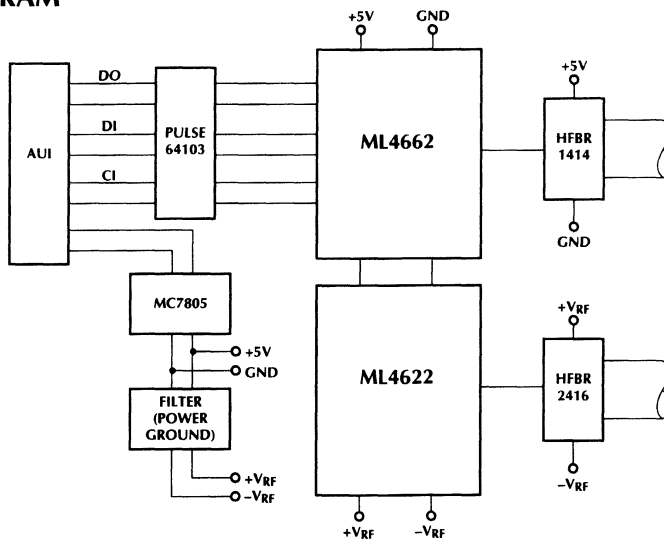 RAM
+5V
GND
AUI
DO
DI
CI
PULSE
64103
ML4662
+5V
HFBR
1414
GND
MC7805
+5V
GND
FILTER
(POWER
GROUND)
+VRF
−VRF
ML4622
+VRF
−VRF
+VRF
HFBR
2416
−VRF